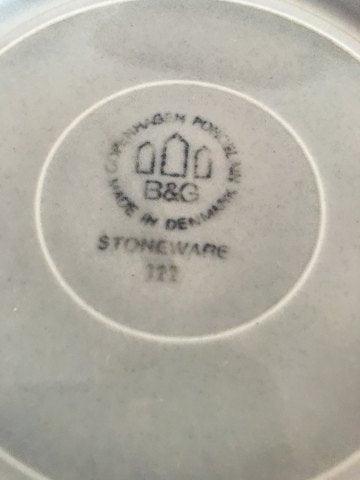 COPENHAGEN PORCELAIN
B&G
MADE IN DENMARK
STONEWARE